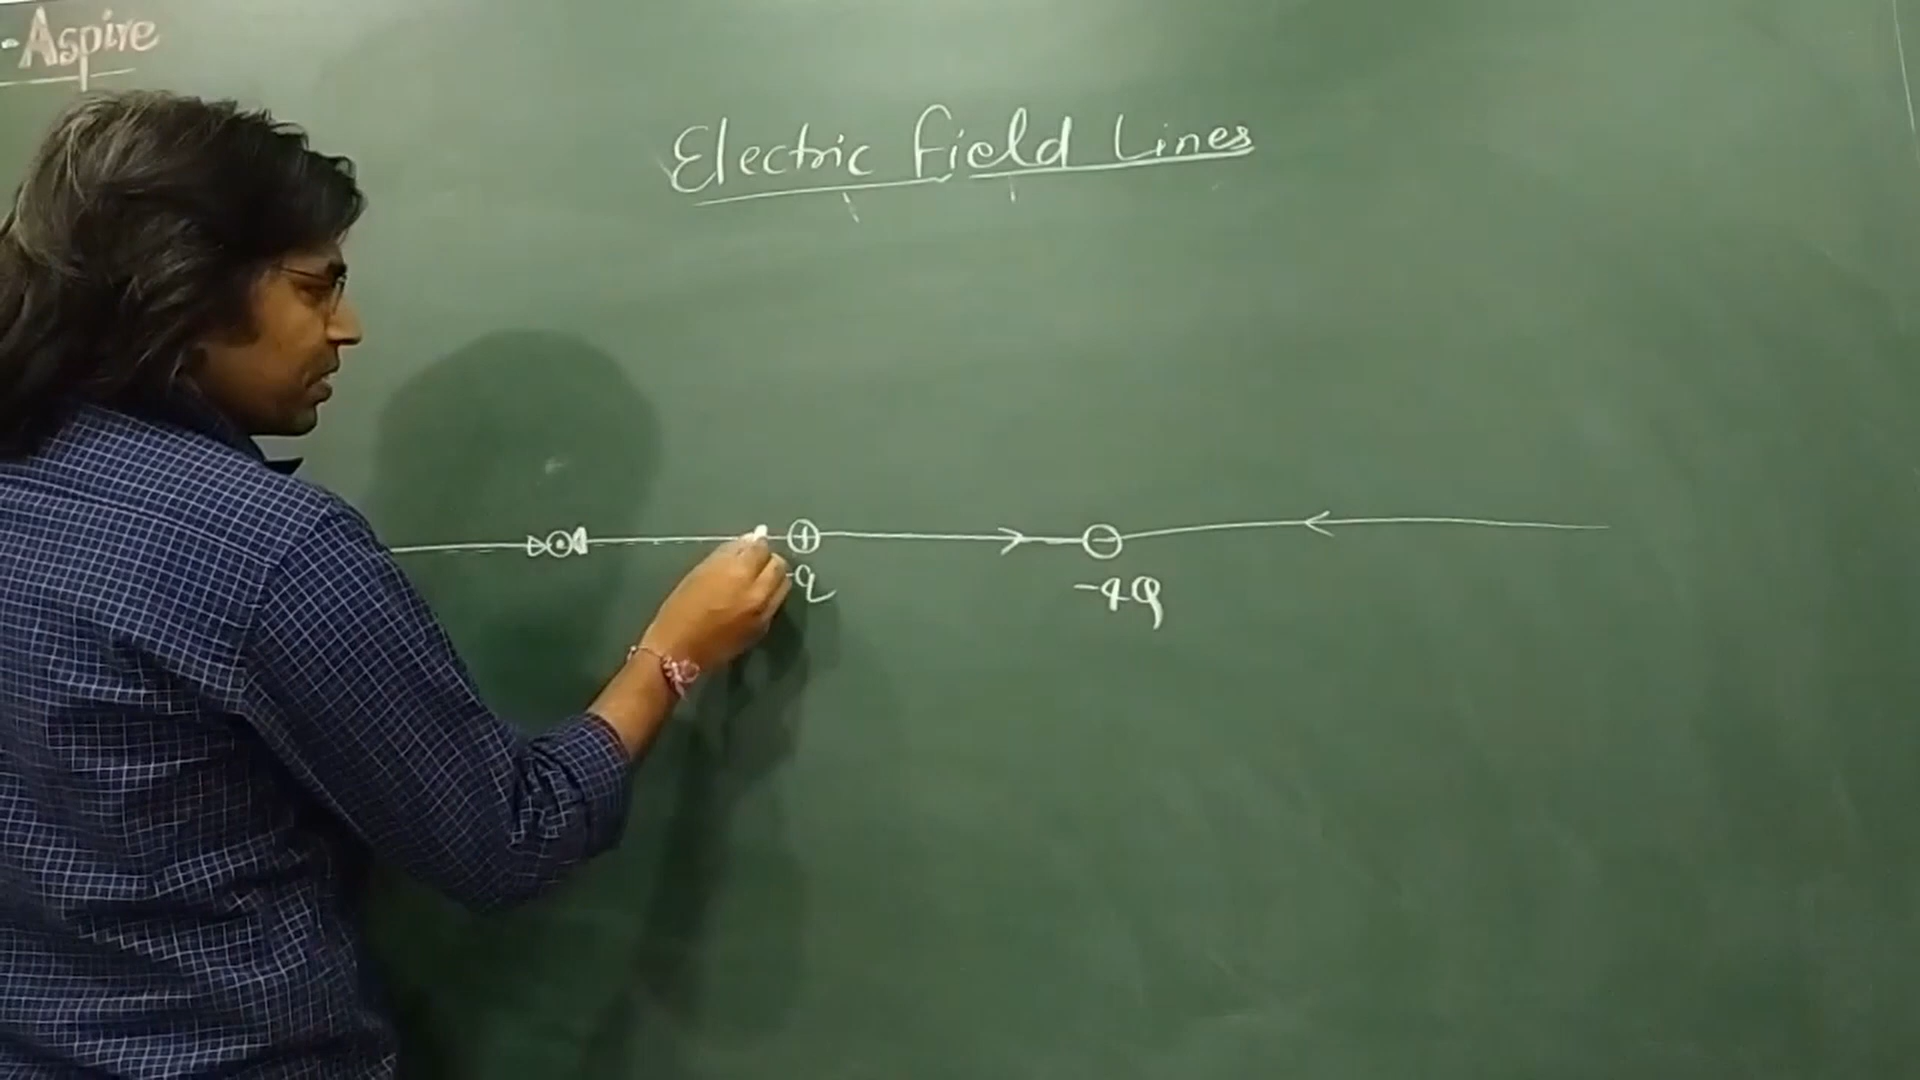 -Aspire
Electric Field Lines
+
−
-q
-4Q